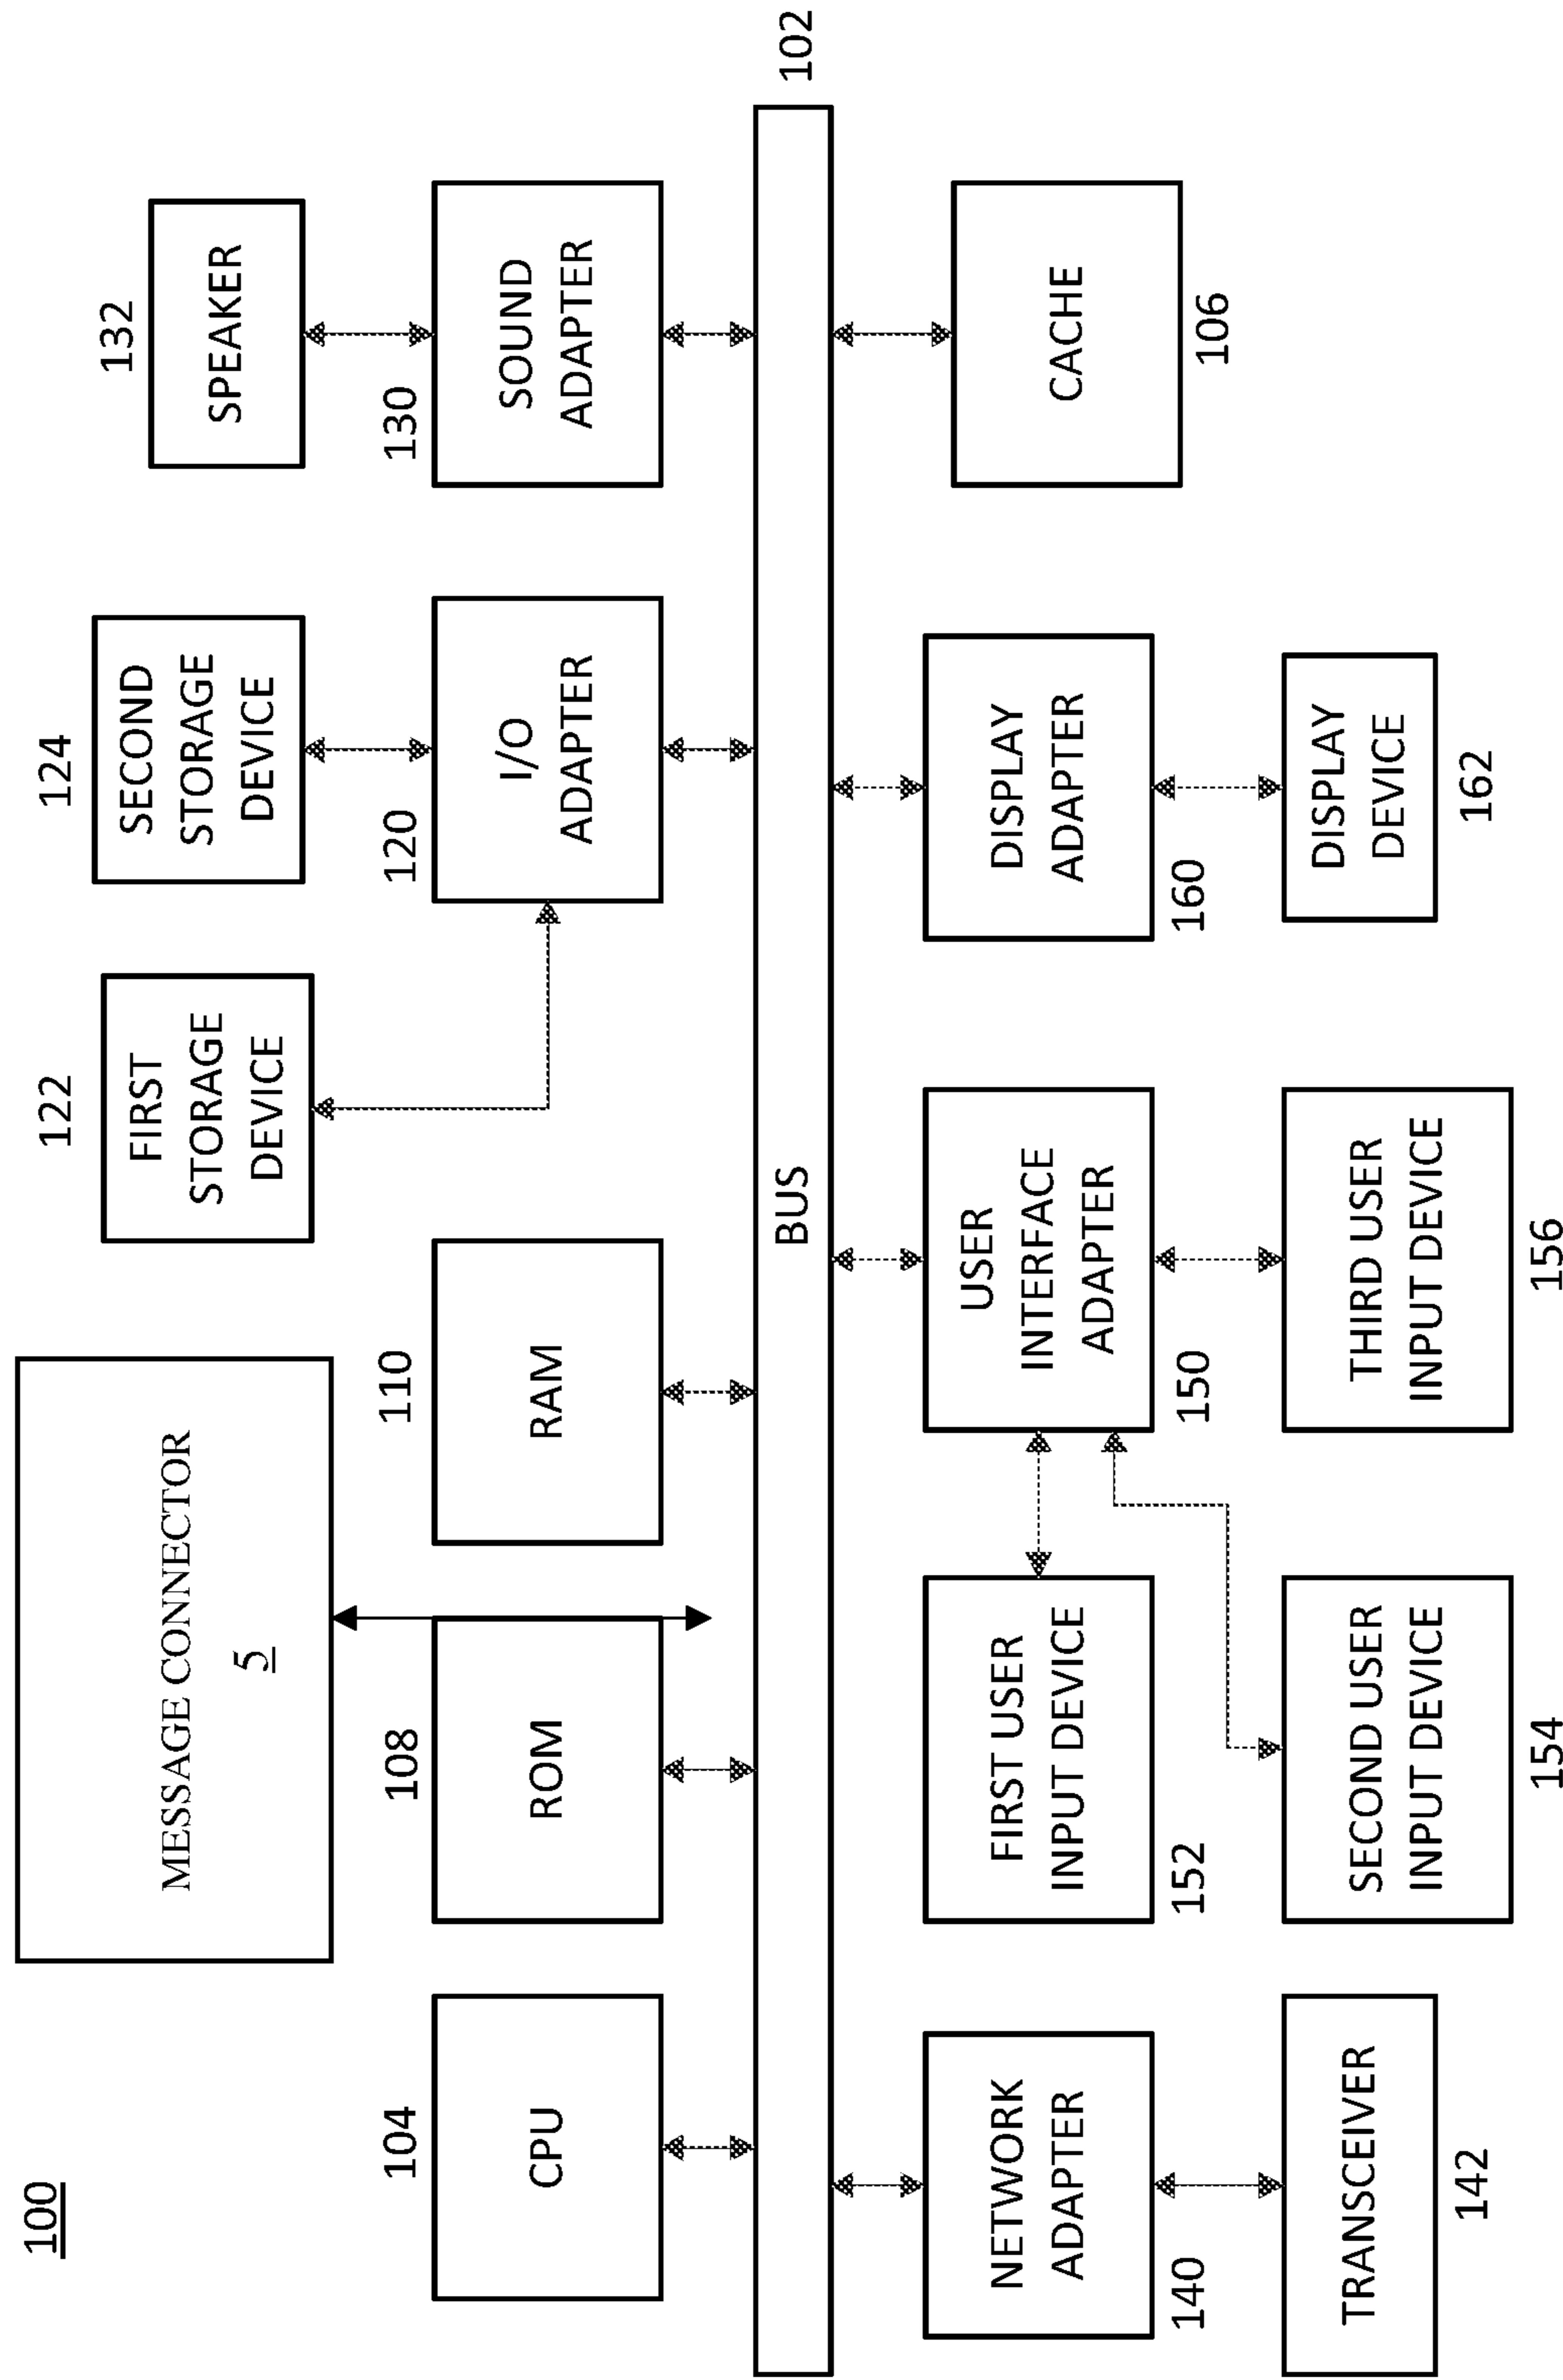 100
MESSAGE CONNECTOR
5
122
FIRST
STORAGE
DEVICE
124
SECOND
STORAGE
DEVICE
132
SPEAKER
104
CPU
108
ROM
110
RAM
120
I/O
ADAPTER
130
SOUND
ADAPTER
BUS
102
NETWORK
ADAPTER
140
FIRST USER
INPUT DEVICE
152
USER
INTERFACE
ADAPTER
150
DISPLAY
ADAPTER
160
CACHE
106
TRANSCEIVER
142
SECOND USER
INPUT DEVICE
154
THIRD USER
INPUT DEVICE
156
DISPLAY
DEVICE
162